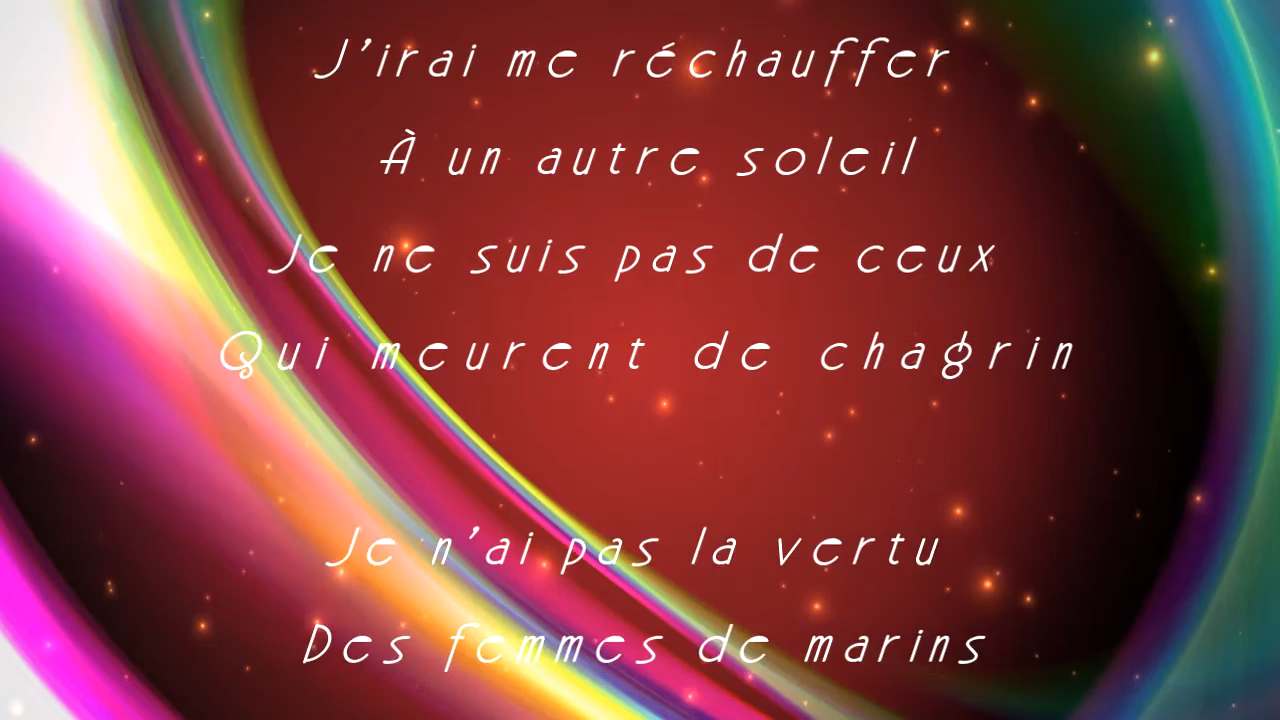 J'irai me réchauffer
À un autre soleil
Je ne suis pas de ceux
Qui meurent de chagrin
Je n'ai pas la vertu
Des femmes de marins